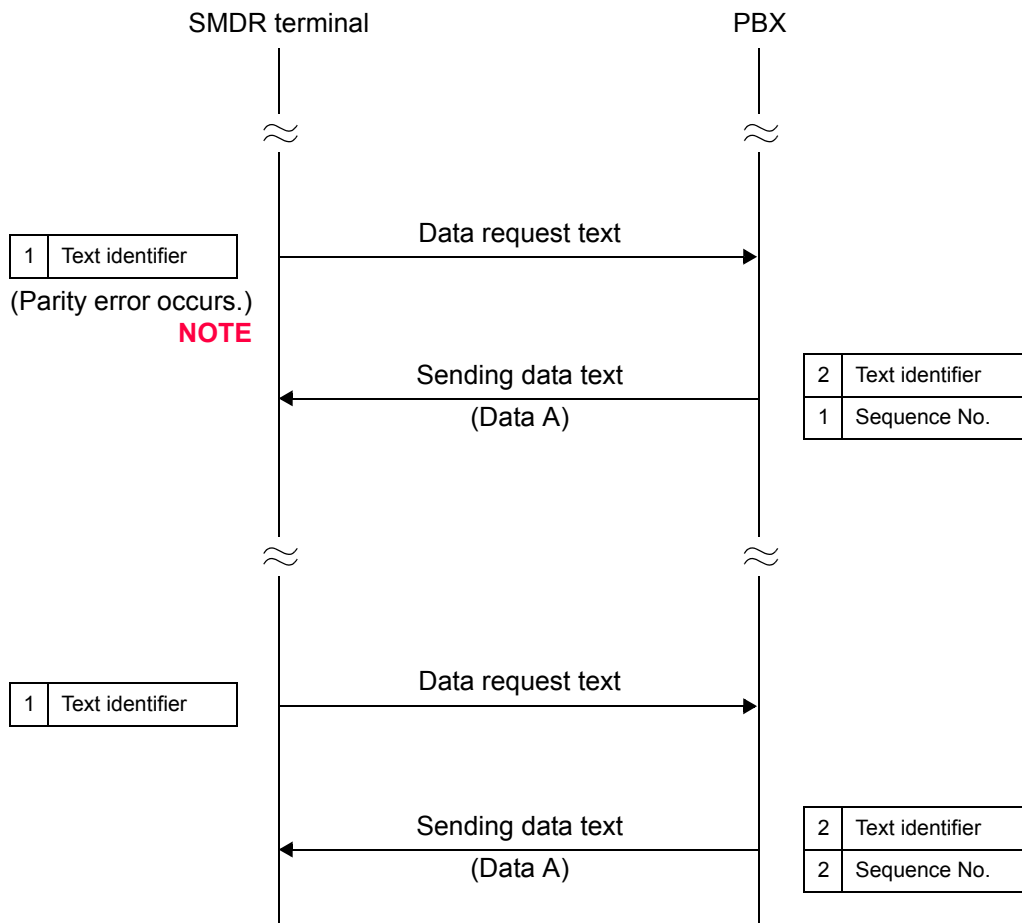 SMDR terminal
PBX
Data request text
1 Text identifier
(Parity error occurs.)
NOTE
Sending data text
(Data A)
2 Text identifier
1 Sequence No.
Data request text
1 Text identifier
Sending data text
(Data A)
2 Text identifier
2 Sequence No.